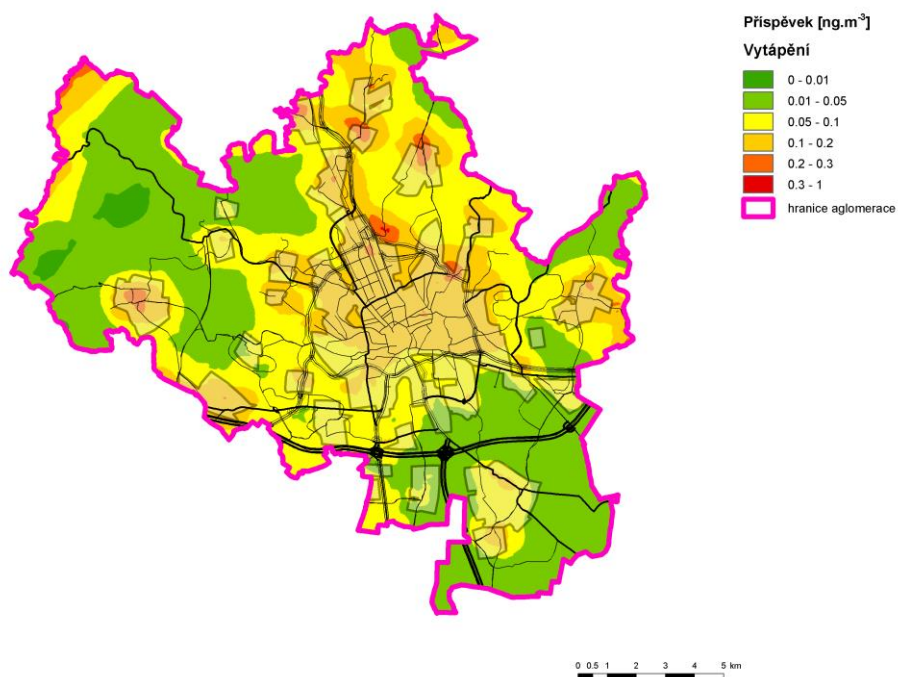 Příspěvek [ng.m-3]
Vytápění
0 - 0.01
0.01 - 0.05
0.05 - 0.1
0.1 - 0.2
0.2 - 0.3
0.3 - 1
hranice aglomerace
0 0.5 1 2 3 4 5 km